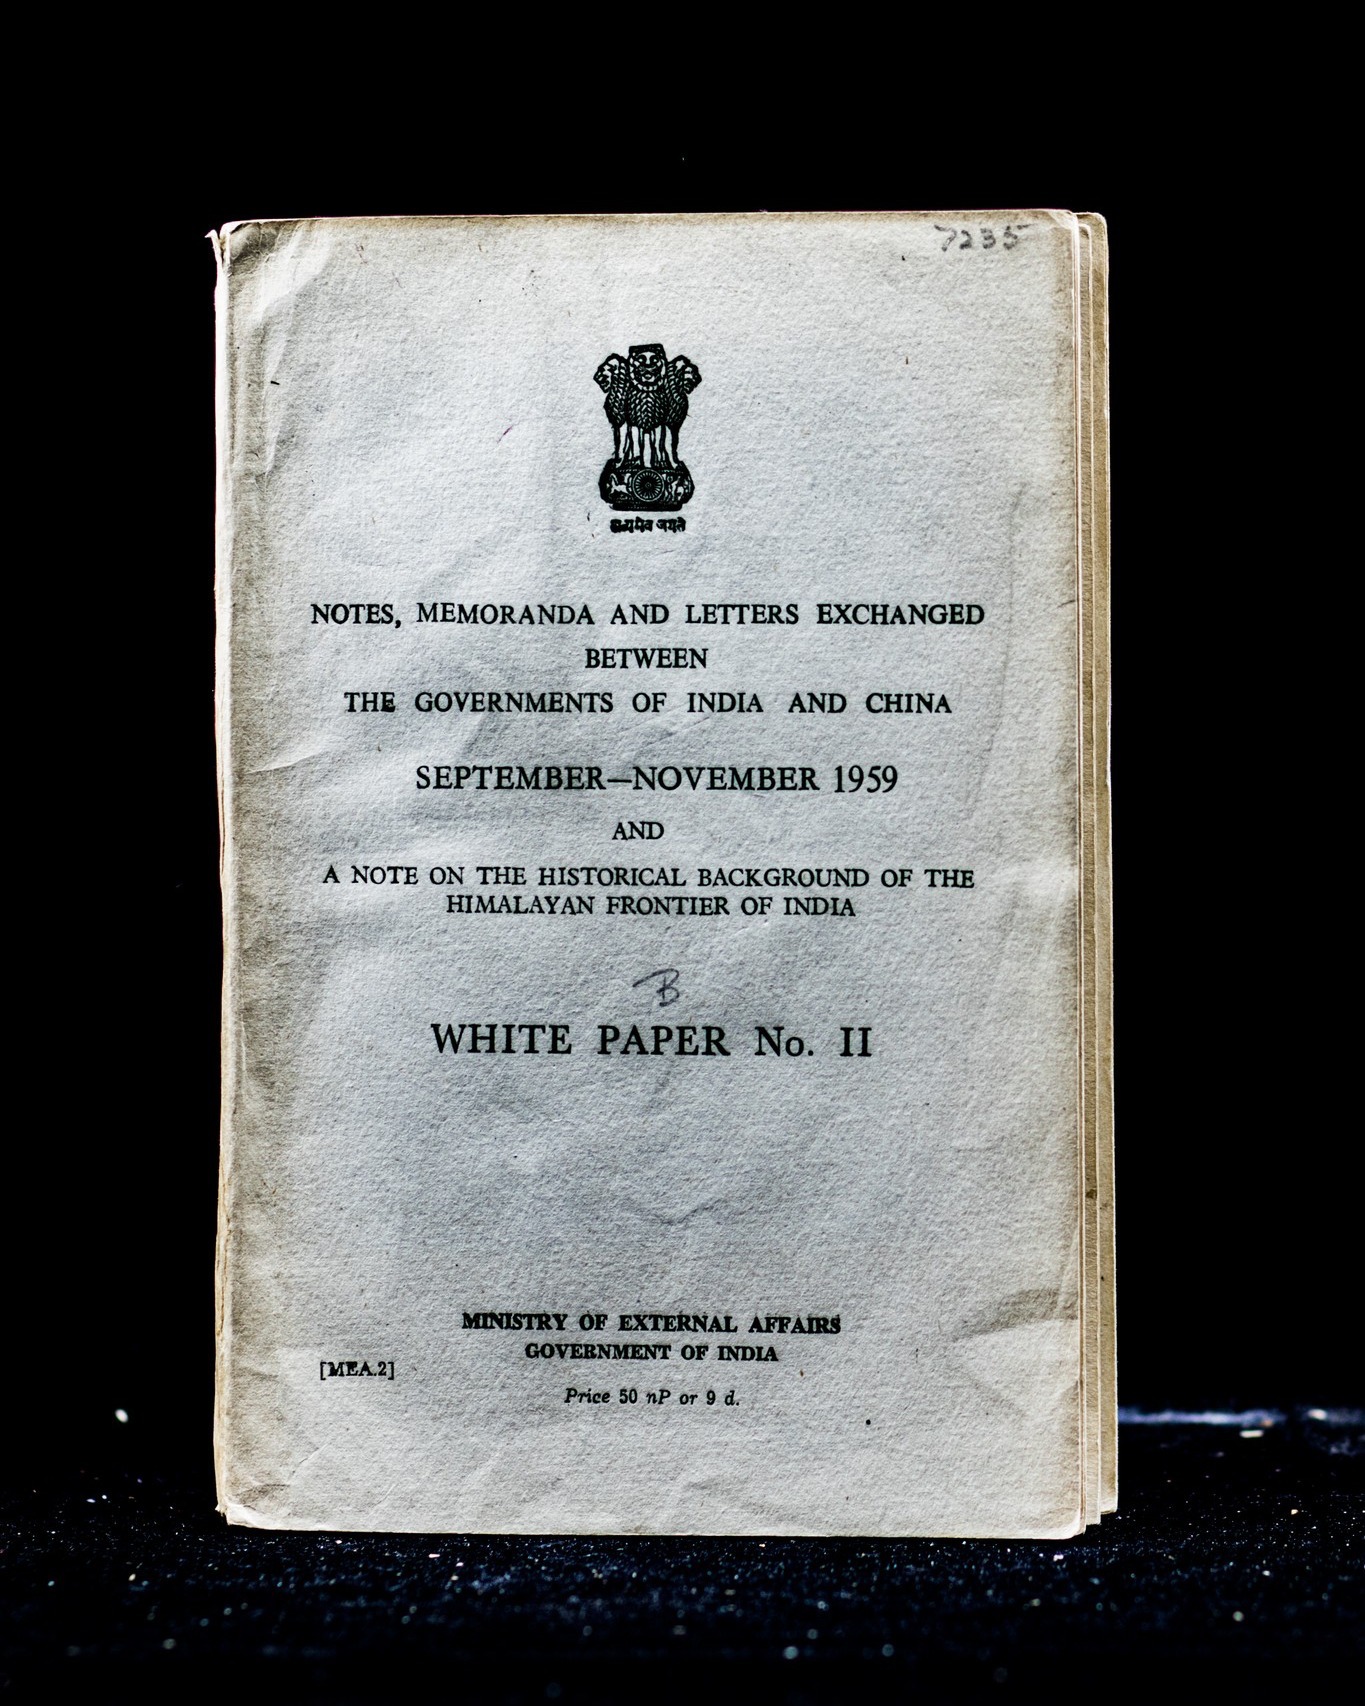 7235
सत्यमेव जयते
NOTES, MEMORANDA AND LETTERS EXCHANGED
BETWEEN
THE GOVERNMENTS OF INDIA AND CHINA
SEPTEMBER—NOVEMBER 1959
AND
A NOTE ON THE HISTORICAL BACKGROUND OF THE
HIMALAYAN FRONTIER OF INDIA
B
WHITE PAPER No. II
MINISTRY OF EXTERNAL AFFAIRS
GOVERNMENT OF INDIA
[MEA.2]
Price 50 nP or 9 d.